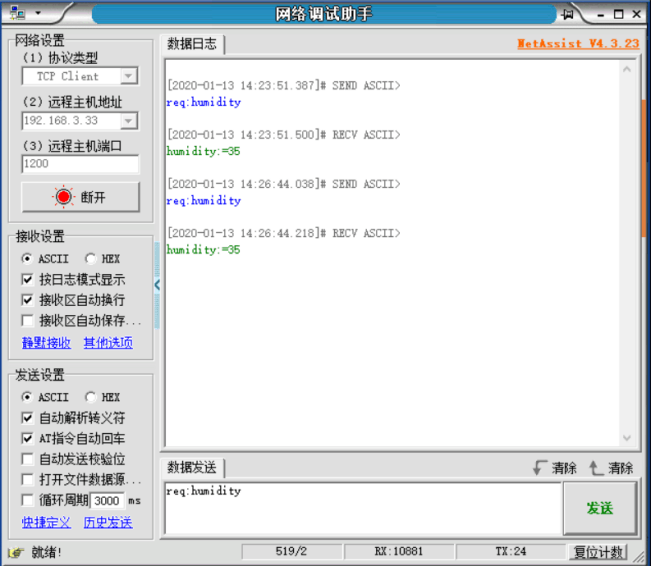 网络调试助手
网络设置
(1) 协议类型
TCP Client
(2) 远程主机地址
192.168.3.33
(3) 远程主机端口
1200
断开
接收设置
ASCII HEX
按日志模式显示
接收区自动换行
接收区自动保存...
静默接收 其他选项
发送设置
ASCII HEX
自动解析转义符
AT指令自动回车
自动发送校验位
打开文件数据源...
循环周期 3000 ms
快捷定义 历史发送
数据日志 NetAssist V4.3.23
[2020-01-13 14:23:51.387]# SEND ASCII>
req:humidity
[2020-01-13 14:23:51.500]# RECV ASCII>
humidity:=35
[2020-01-13 14:26:44.038]# SEND ASCII>
req:humidity
[2020-01-13 14:26:44.218]# RECV ASCII>
humidity:=35
数据发送 清除 清除
req:humidity
发送
就绪! 519/2 RX:10881 TX:24 复位计数